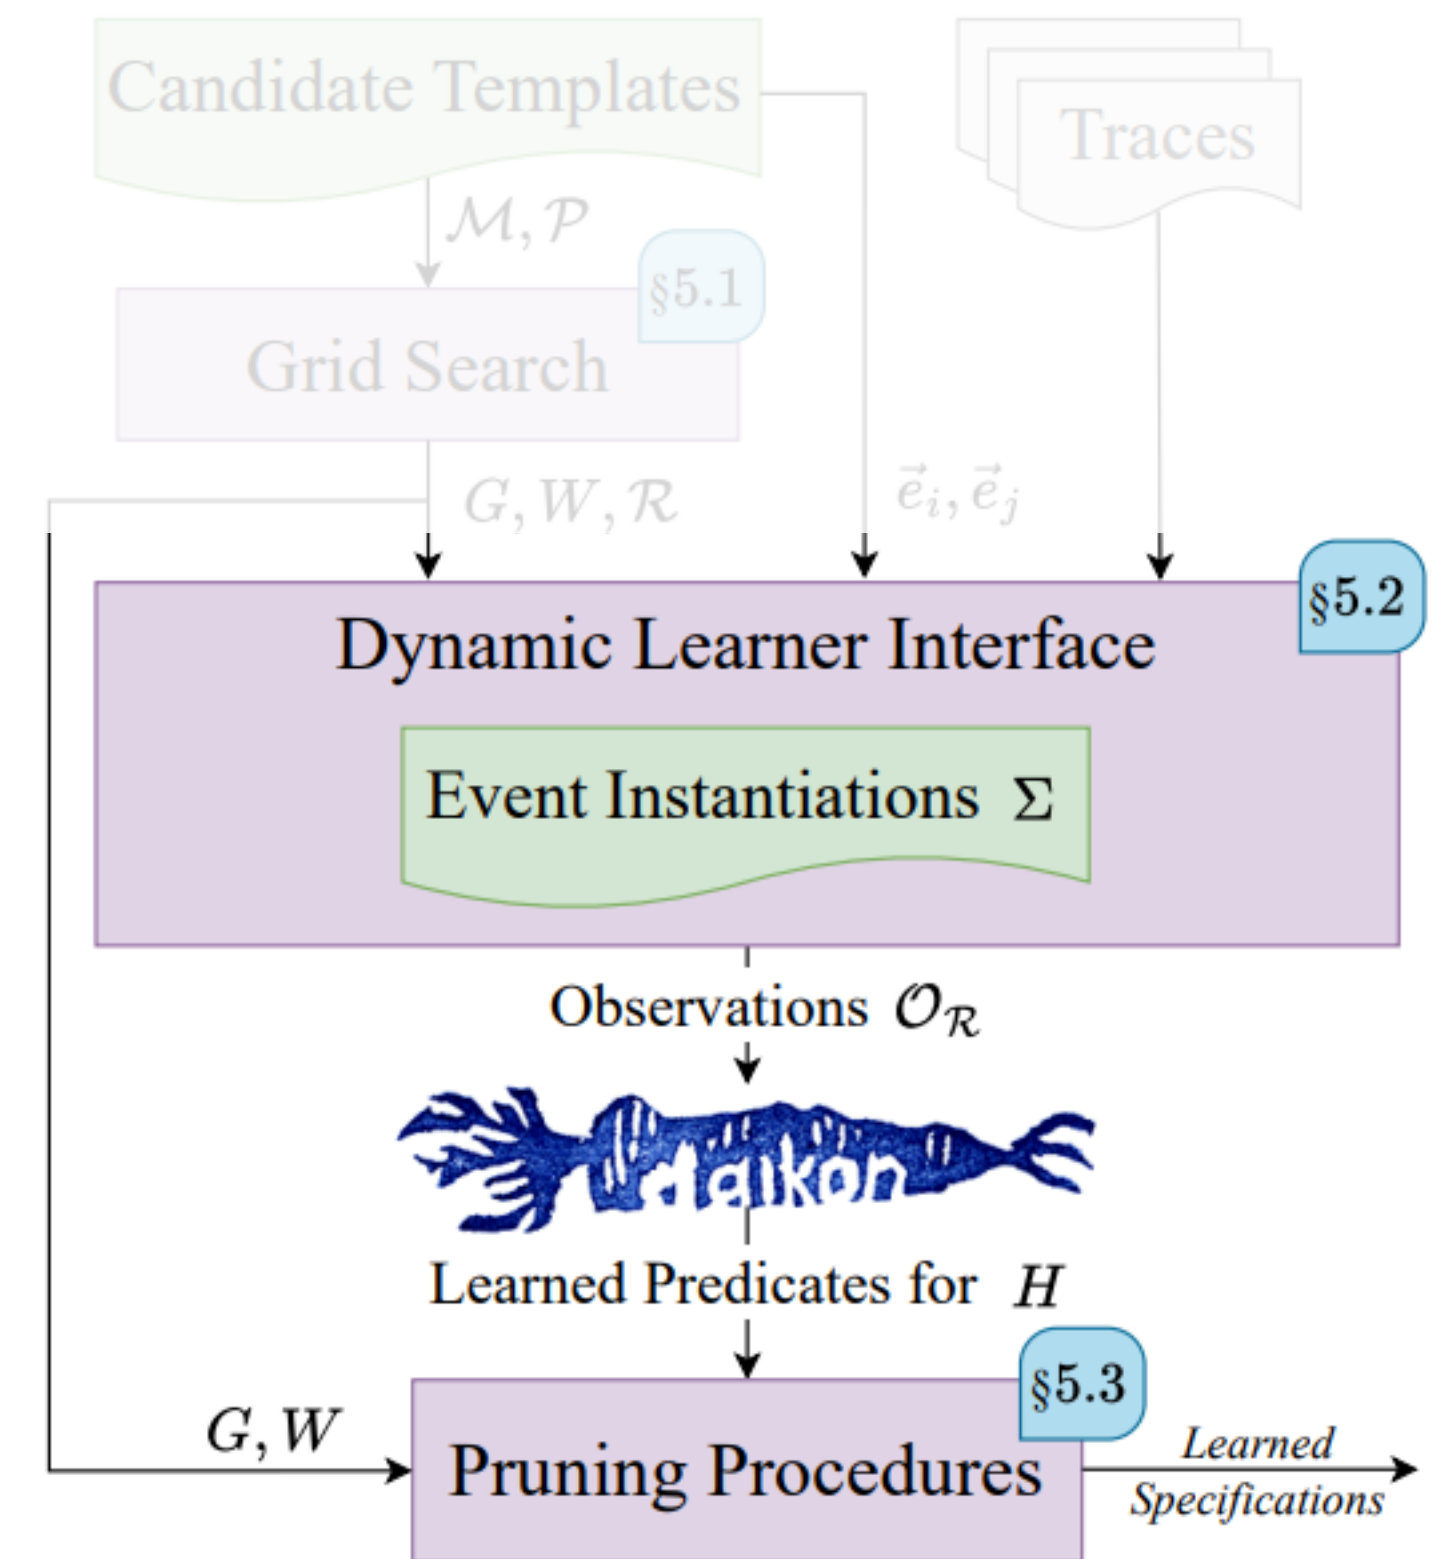 Candidate Templates
Traces
ℳ, 𝒫
§5.1
Grid Search
G, W, ℛ
e⃗ᵢ, e⃗ⱼ
§5.2
Dynamic Learner Interface
Event Instantiations Σ
Observations 𝒪_ℛ
daikon
Learned Predicates for H
§5.3
G, W
Pruning Procedures
Learned
Specifications